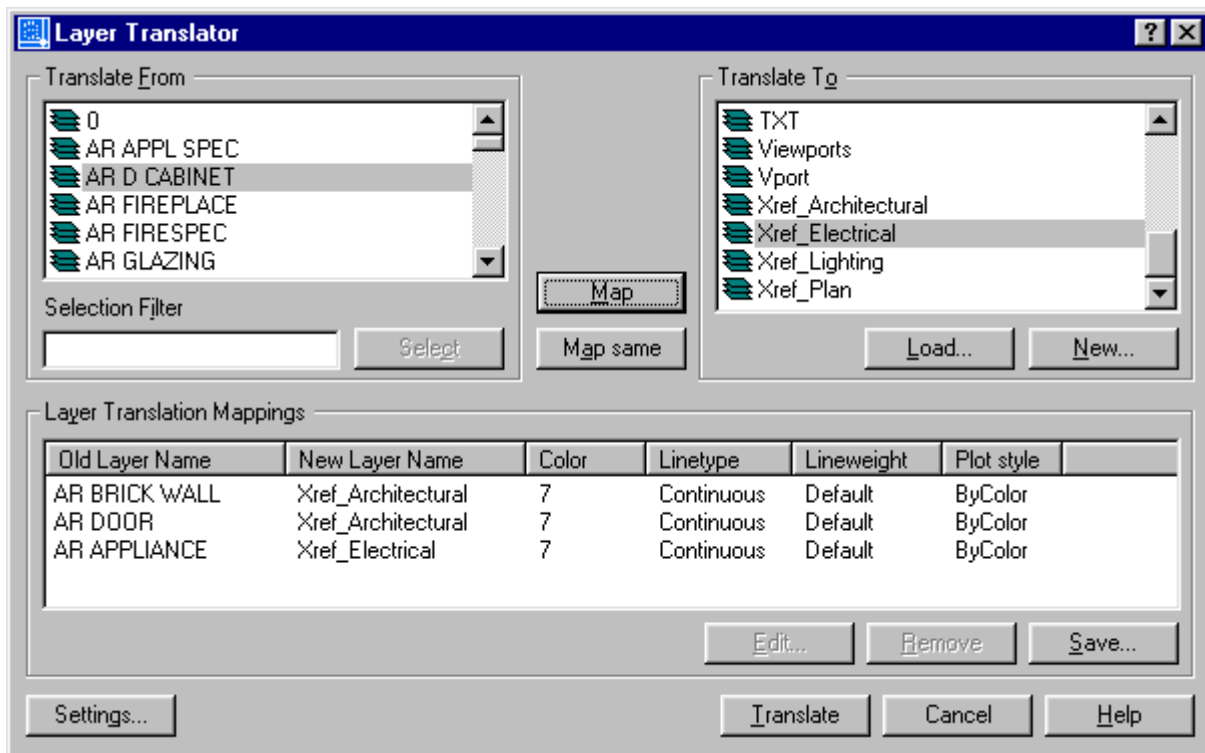 Layer Translator
Translate From
0
AR APPL SPEC
AR D CABINET
AR FIREPLACE
AR FIRESPEC
AR GLAZING
Selection Filter
Select
Map
Map same
Translate To
TXT
Viewports
Vport
Xref_Architectural
Xref_Electrical
Xref_Lighting
Xref_Plan
Load...
New...
Layer Translation Mappings
Old Layer Name New Layer Name Color Linetype Lineweight Plot style
AR BRICK WALL Xref_Architectural 7 Continuous Default ByColor
AR DOOR Xref_Architectural 7 Continuous Default ByColor
AR APPLIANCE Xref_Electrical 7 Continuous Default ByColor
Edit... Remove Save...
Settings... Translate Cancel Help